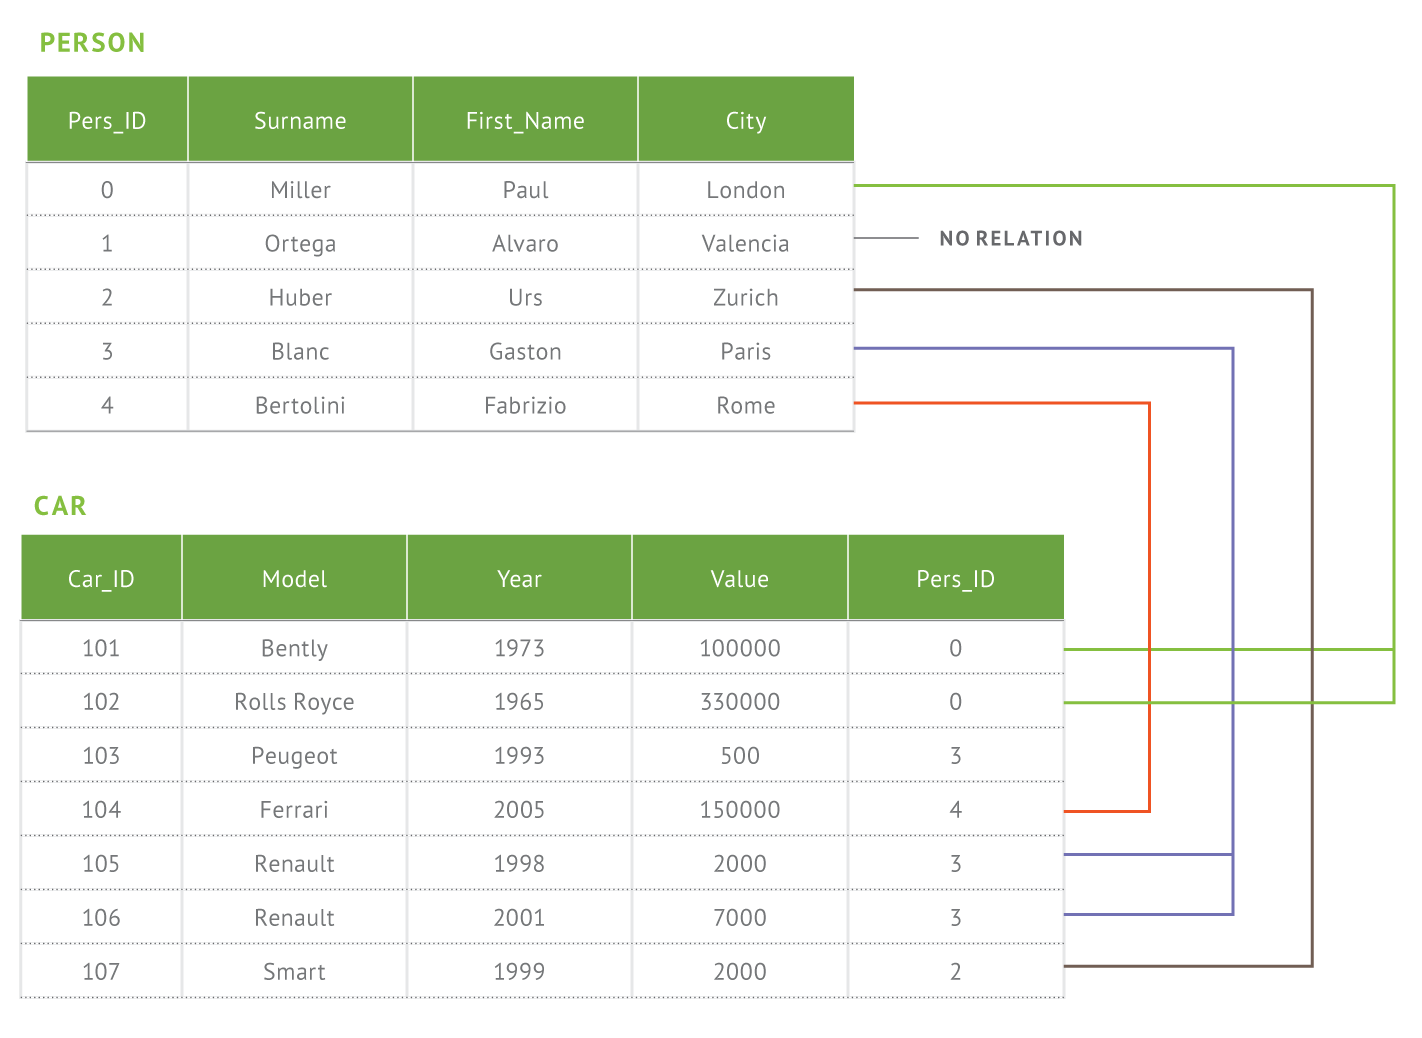 PERSON
Pers_ID Surname First_Name City
0 Miller Paul London
1 Ortega Alvaro Valencia NO RELATION
2 Huber Urs Zurich
3 Blanc Gaston Paris
4 Bertolini Fabrizio Rome
CAR
Car_ID Model Year Value Pers_ID
101 Bently 1973 100000 0
102 Rolls Royce 1965 330000 0
103 Peugeot 1993 500 3
104 Ferrari 2005 150000 4
105 Renault 1998 2000 3
106 Renault 2001 7000 3
107 Smart 1999 2000 2